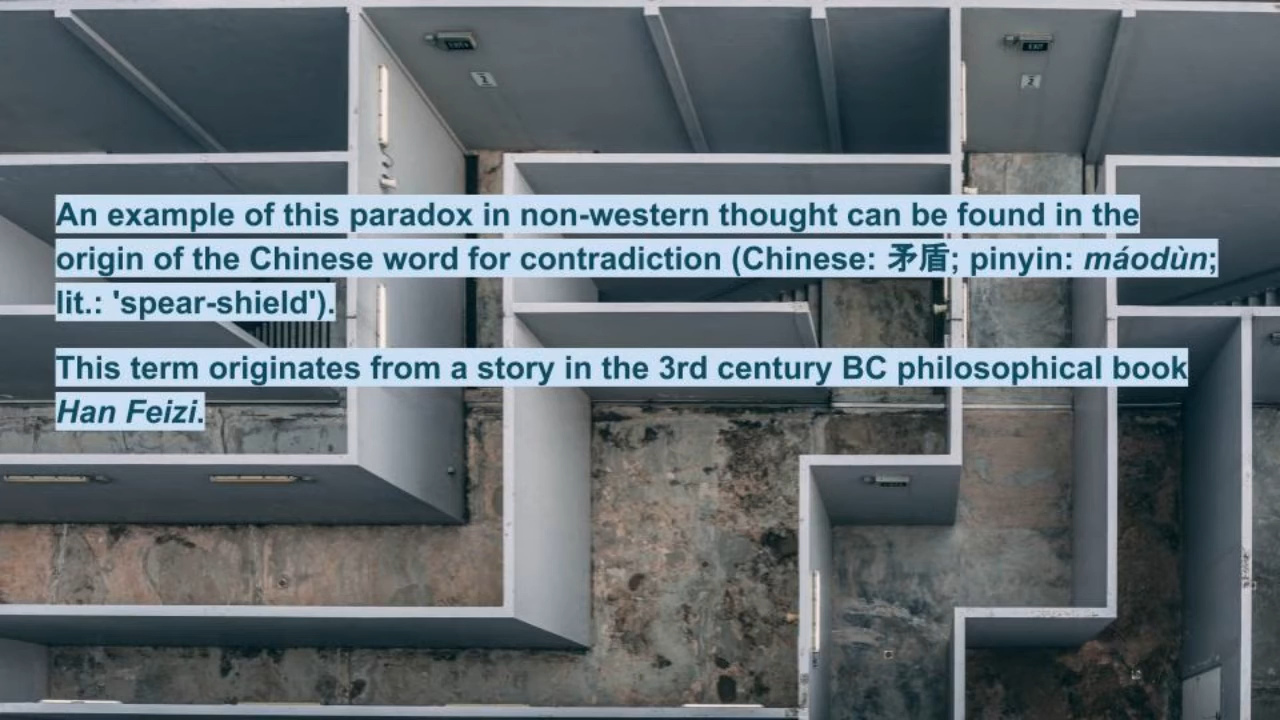 An example of this paradox in non-western thought can be found in the
origin of the Chinese word for contradiction (Chinese: 矛盾; pinyin: máodùn;
lit.: 'spear-shield').
This term originates from a story in the 3rd century BC philosophical book
Han Feizi.